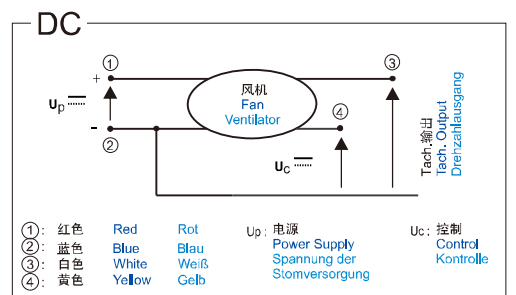 DC
①
③
+
风机
Fan
Ventilator
④
Up
-
②
Uc
Tach.输出
Tach. Output
Drehzahlausgang
①: 红色 Red Rot
②: 蓝色 Blue Blau
③: 白色 White Weiß
④: 黄色 Yellow Gelb
Up: 电源
Power Supply
Spannung der
Stomversorgung
Uc: 控制
Control
Kontrolle